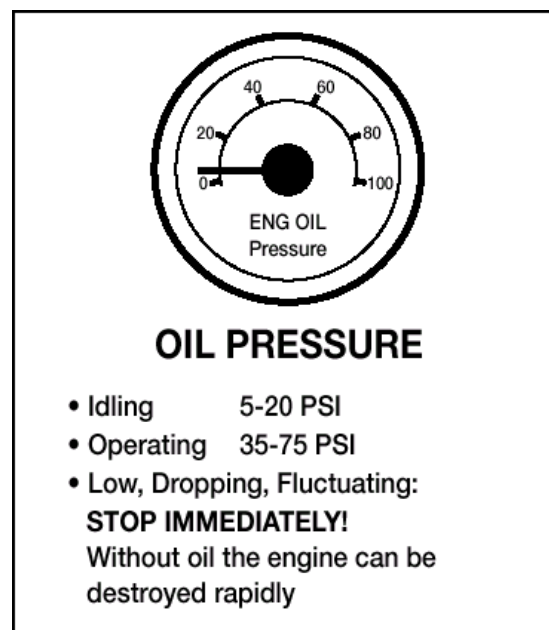 40 60
20 80
0 100
ENG OIL
Pressure
OIL PRESSURE
• Idling 5-20 PSI
• Operating 35-75 PSI
• Low, Dropping, Fluctuating:
STOP IMMEDIATELY!
Without oil the engine can be
destroyed rapidly